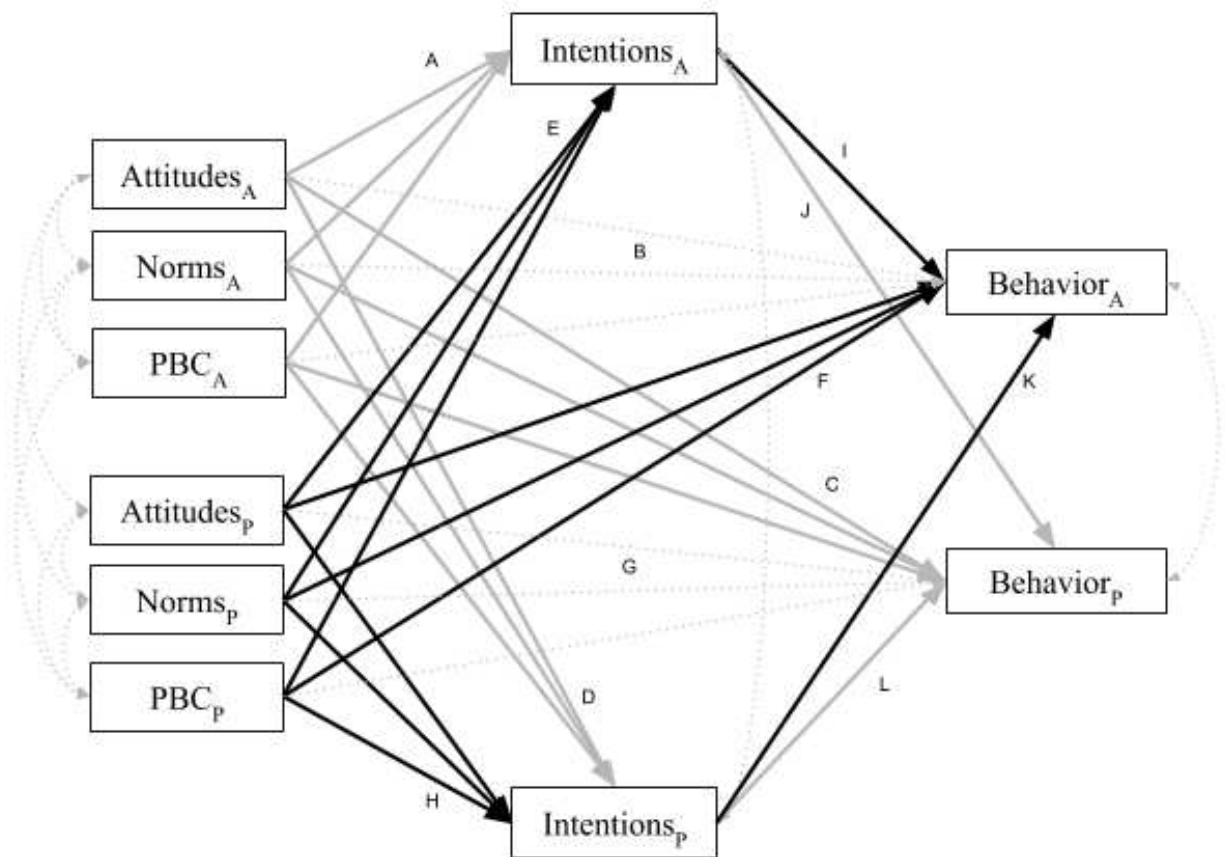 Intentions_A
A
E
I
Attitudes_A
J
Norms_A
B
Behavior_A
PBC_A
F
K
Attitudes_P
C
G
Behavior_P
Norms_P
PBC_P
D
L
H
Intentions_P